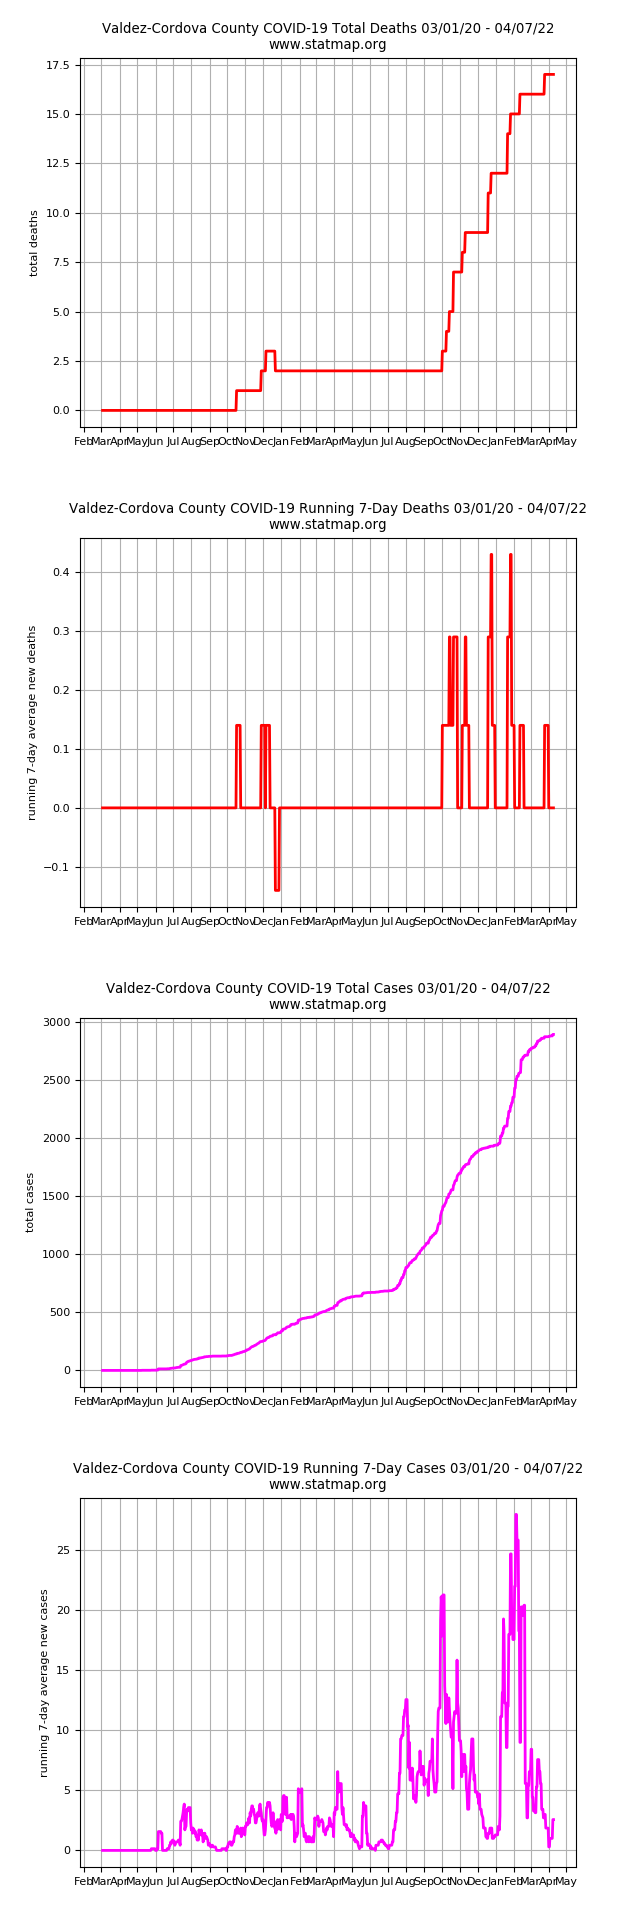 Valdez-Cordova County COVID-19 Total Deaths 03/01/20 - 04/07/22
www.statmap.org
17.5
15.0
12.5
10.0
7.5
5.0
2.5
0.0
total deaths
Feb Mar Apr May Jun Jul Aug Sep Oct Nov Dec Jan Feb Mar Apr May Jun Jul Aug Sep Oct Nov Dec Jan Feb Mar Apr May
Valdez-Cordova County COVID-19 Running 7-Day Deaths 03/01/20 - 04/07/22
www.statmap.org
0.4
0.3
0.2
0.1
0.0
−0.1
running 7-day average new deaths
Feb Mar Apr May Jun Jul Aug Sep Oct Nov Dec Jan Feb Mar Apr May Jun Jul Aug Sep Oct Nov Dec Jan Feb Mar Apr May
Valdez-Cordova County COVID-19 Total Cases 03/01/20 - 04/07/22
www.statmap.org
3000
2500
2000
1500
1000
500
0
total cases
Feb Mar Apr May Jun Jul Aug Sep Oct Nov Dec Jan Feb Mar Apr May Jun Jul Aug Sep Oct Nov Dec Jan Feb Mar Apr May
Valdez-Cordova County COVID-19 Running 7-Day Cases 03/01/20 - 04/07/22
www.statmap.org
25
20
15
10
5
0
running 7-day average new cases
Feb Mar Apr May Jun Jul Aug Sep Oct Nov Dec Jan Feb Mar Apr May Jun Jul Aug Sep Oct Nov Dec Jan Feb Mar Apr May